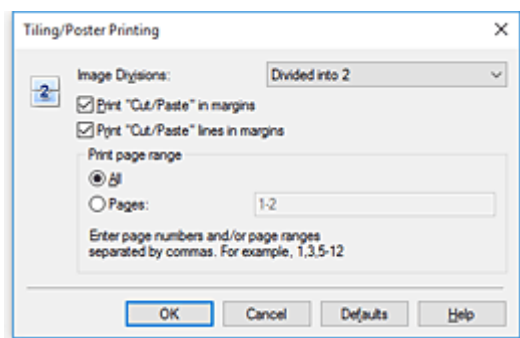 Tiling/Poster Printing
Image Divisions: Divided into 2
2
Print "Cut/Paste" in margins
Print "Cut/Paste" lines in margins
Print page range
All
Pages: 1-2
Enter page numbers and/or page ranges
separated by commas. For example, 1,3,5-12
OK Cancel Defaults Help